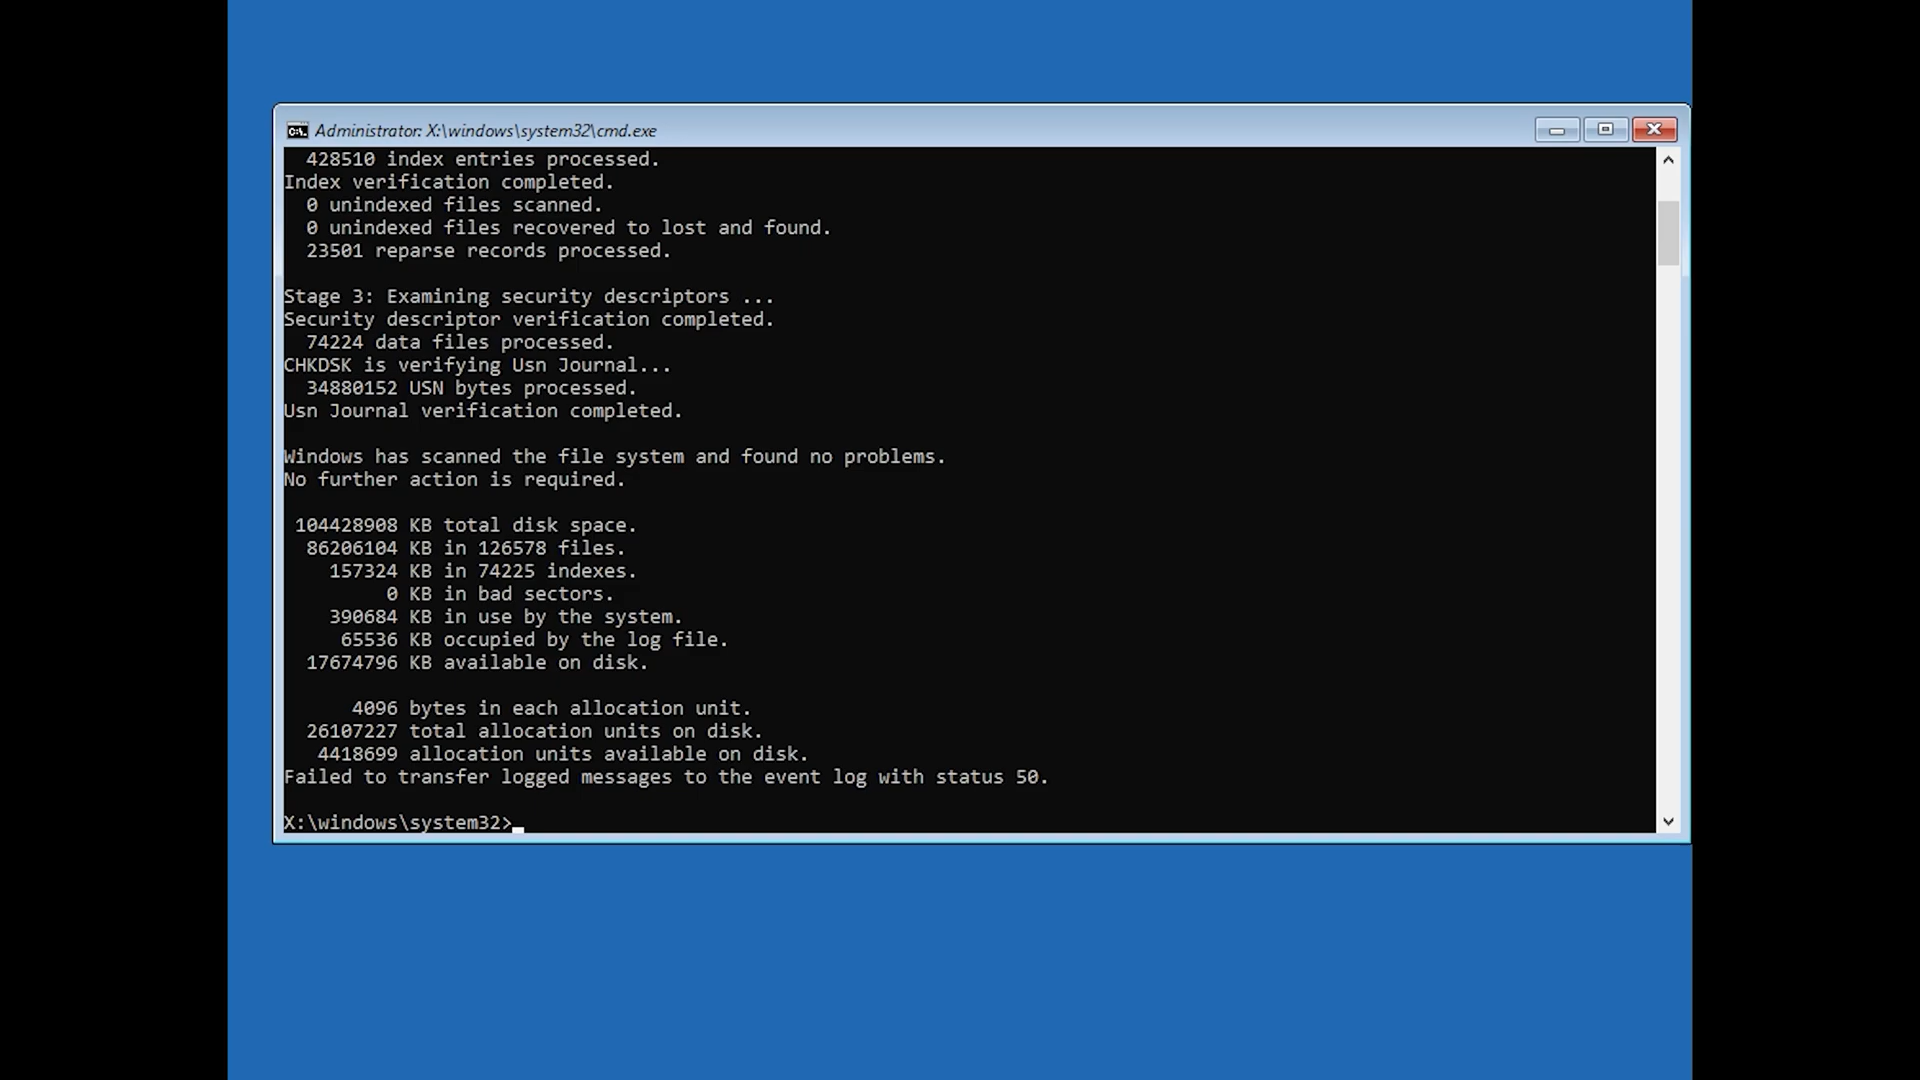 Administrator: X:\windows\system32\cmd.exe
428510 index entries processed.
Index verification completed.
0 unindexed files scanned.
0 unindexed files recovered to lost and found.
23501 reparse records processed.
Stage 3: Examining security descriptors ...
Security descriptor verification completed.
74224 data files processed.
CHKDSK is verifying Usn Journal...
34880152 USN bytes processed.
Usn Journal verification completed.
Windows has scanned the file system and found no problems.
No further action is required.
104428908 KB total disk space.
86206104 KB in 126578 files.
157324 KB in 74225 indexes.
0 KB in bad sectors.
390684 KB in use by the system.
65536 KB occupied by the log file.
17674796 KB available on disk.
4096 bytes in each allocation unit.
26107227 total allocation units on disk.
4418699 allocation units available on disk.
Failed to transfer logged messages to the event log with status 50.
X:\windows\system32>